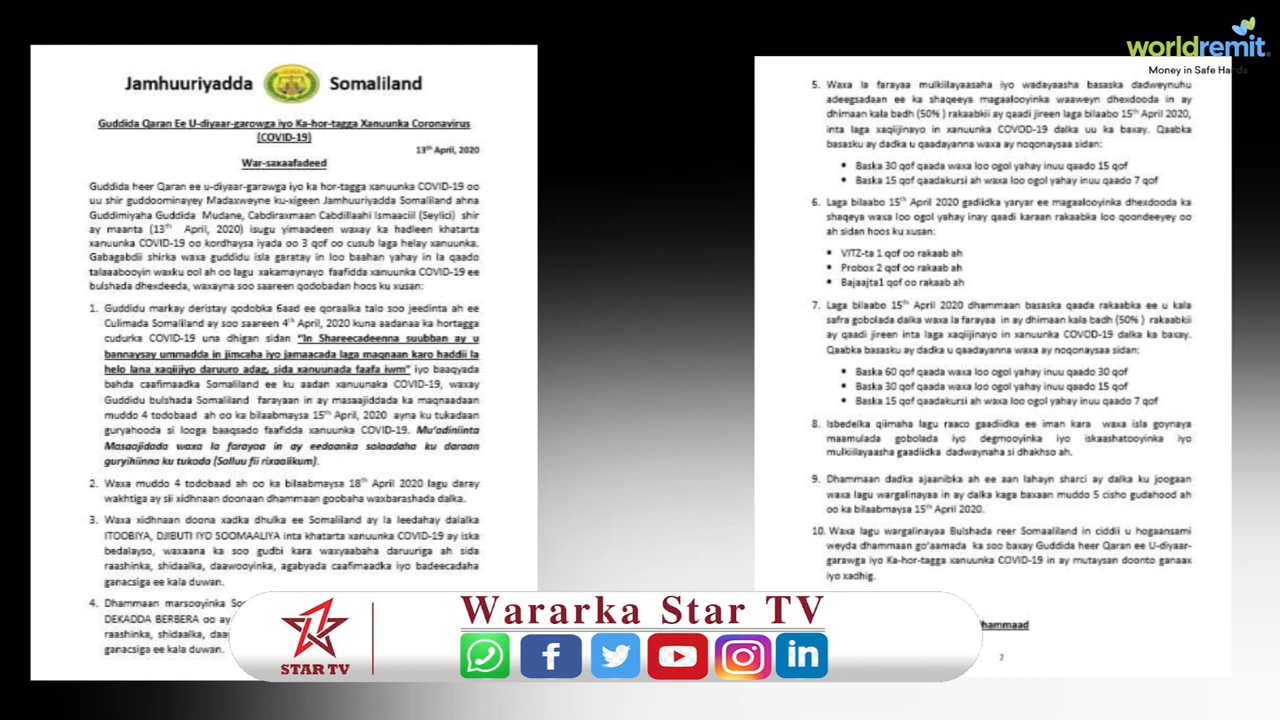 worldremit
Money in Safe Hands
Jamhuuriyadda Somaliland
Guddida Qaran Ee U-diyaar-garowga iyo Ka-hor-tagga Xanuunka Coronavirus
(COVID-19)
13th April, 2020
War-saxaafadeed
Guddida heer Qaran ee u-diyaar-garawga iyo ka hor-tagga xanuunka COVID-19 oo
uu shir guddoominayey Madaxweyne ku-xigeen Jamhuuriyadda Somaliland ahna
Guddimiyaha Guddida Mudane, Cabdiraxmaan Cabdillaahi Ismaaciil (Seylici) shir
ay maanta (13th April, 2020) isugu yimaadeen waxay ka hadleen khatarta
xanuunka COVID-19 oo kordhaysa iyada oo 3 qof oo cusub laga helay xanuunka.
Gabagabdii shirka waxa guddidu isla garatay in loo baahan yahay in la qaado
talaaabooyin waxku ool ah oo lagu xakamaynayo faafidda xanuunka COVID-19 ee
bulshada dhexdeeda, waxayna soo saareen qodobadan hoos ku xusan:
1. Guddidu markay deristay qodobka 6aad ee qoraalka talo soo jeedinta ah ee
Culimada Somaliland ay soo saareen 4th April, 2020 kuna aadanaa ka hortagga
cudurka COVID-19 una dhigan sidan "In Shareecadeenna suubban ay u
bannaysay ummadda in jimcaha iyo jamaacada laga maqnaan karo haddii la
helo lana xaqiijiyo daruuro adag, sida xanuunada faafa iwm" iyo baaqyada
bahda caafimaadka Somaliland ee ku aadan xanuunaka COVID-19, waxay
Guddidu bulshada Somaliland farayaan in ay masaajiddada ka maqnaadaan
muddo 4 todobaad ah oo ka bilaabmaysa 15th April, 2020 ayna ku tukadaan
guryahooda si looga baaqsado faafidda xanuunka COVID-19. Mu'adiniinta
Masaajidada waxa la farayaa in ay eedaanka salaadaha ku daraan
guryihiinna ku tukada (Salluu fii rixaalikum).
2. Waxa muddo 4 todobaad ah oo ka bilaabmaysa 18th April 2020 lagu daray
wakhtiga ay sii xidhnaan doonaan dhammaan goobaha waxbarashada dalka.
3. Waxa xidhnaan doona xadka dhulka ee Somaliland ay la leedahay dalalka
ITOOBIYA, DJIBUTI IYO SOOMAALIYA inta khatarta xanuunka COVID-19 ay iska
bedalayso, waxaana ka soo gudbi kara waxyaabaha daruuriga ah sida
raashinka, shidaalka, daawooyinka, agabyada caafimaadka iyo badeecadaha
ganacsiga ee kala duwan.
4. Dhammaan marsooyinka
DEKADDA BERBERA oo ay
raashinka, shidaalka,
ganacsiga ee kala duwan.
5. Waxa la farayaa mulkiilayaasaha iyo wadayaasha basaska dadweynuhu
adeegsadaan ee ka shaqeeya magaalooyinka waaweyn dhexdooda in ay
dhimaan kala badh (50% ) rakaabkii ay qaadi jireen laga bilaabo 15th April 2020,
inta laga xaqiijinayo in xanuunka COVOD-19 dalka uu ka baxay. Qaabka
basasku ay dadka u qaadayanna waxa ay noqonaysaa sidan:
• Baska 30 qof qaada waxa loo ogol yahay inuu qaado 15 qof
• Baska 15 qof qaadakursi ah waxa loo ogol yahay inuu qaado 7 qof
6. Laga bilaabo 15th April 2020 gadiidka yaryar ee magaalooyinka dhexdooda ka
shaqeya waxa loo ogol yahay inay qaadi karaan rakaabka loo qoondeeyey oo
ah sidan hoos ku xusan:
• VITZ-ta 1 qof oo rakaab ah
• Probox 2 qof oo rakaab ah
• Bajaajta1 qof oo rakaab ah
7. Laga bilaabo 15th April 2020 dhammaan basaska qaada rakaabka ee u kala
safra gobolada dalka waxa la farayaa in ay dhimaan kala badh (50% ) rakaabkii
ay qaadi jireen inta laga xaqiijinayo in xanuunka COVOD-19 dalka ka baxay.
Qaabka basasku ay dadka u qaadayanna waxa ay noqonaysaa sidan:
• Baska 60 qof qaada waxa loo ogol yahay inuu qaado 30 qof
• Baska 30 qof qaada waxa loo ogol yahay inuu qaado 15 qof
• Baska 15 qof qaadakursi ah waxa loo ogol yahay inuu qaado 7 qof
8. Isbedelka qiimaha lagu raaco gaadiidka ee iman kara waxa isla goynaya
maamulada gobolada iyo degmooyinka iyo iskaashatooyinka iyo
mulkiilayaasha gaadiidka dadwaynaha si dhakhso ah.
9. Dhammaan dadka ajaanibka ah ee aan lahayn sharci ay dalka ku joogaan
waxa lagu wargalinayaa in ay dalka kaga baxaan muddo 5 cisho gudahood ah
oo ka bilaabmaysa 15th April 2020.
10. Waxa lagu wargalinayaa Bulshada reer Somaaliland in ciddii u hogaansami
weyda dhammaan go'aamada ka soo baxay Guddida heer Qaran ee U-diyaar-
garawga iyo Ka-hor-tagga xanuunka COVID-19 in ay mutaysan doonto ganaax
iyo xadhig.
2
STAR TV
Wararka Star TV